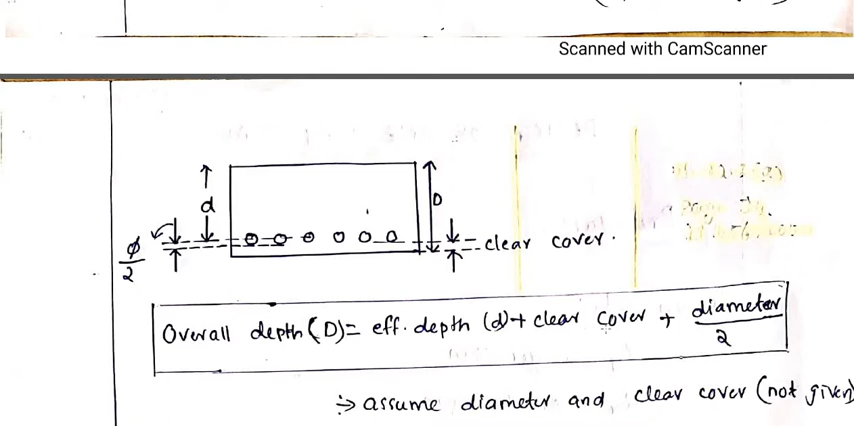 Scanned with CamScanner
d
D
ϕ/2
clear cover.
Overall depth (D) = eff. depth (d) + clear cover + diameter/2
⇒ assume diameter and clear cover (not given)